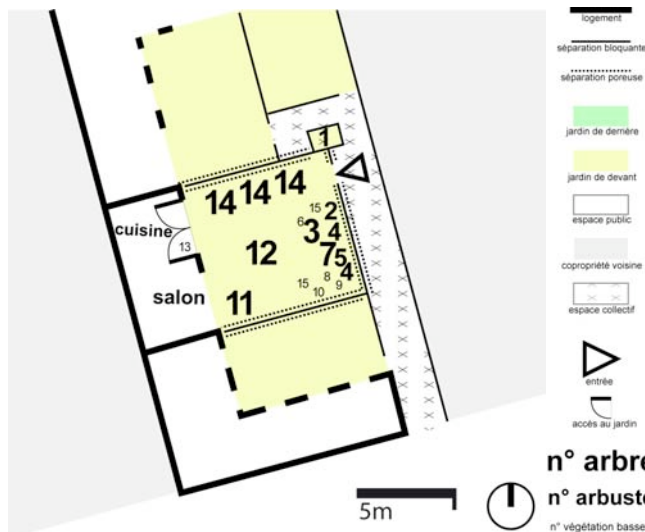 logement
séparation bloquante
séparation poreuse
jardin de derrière
jardin de devant
espace public
copropriété voisine
espace collectif
entrée
accès au jardin
n° arbre
n° arbuste
n° végétation basse
1
14 14 14
15 2
6 3 4
cuisine
13
12
7 5
4
salon
15 8 9
10
11
5m